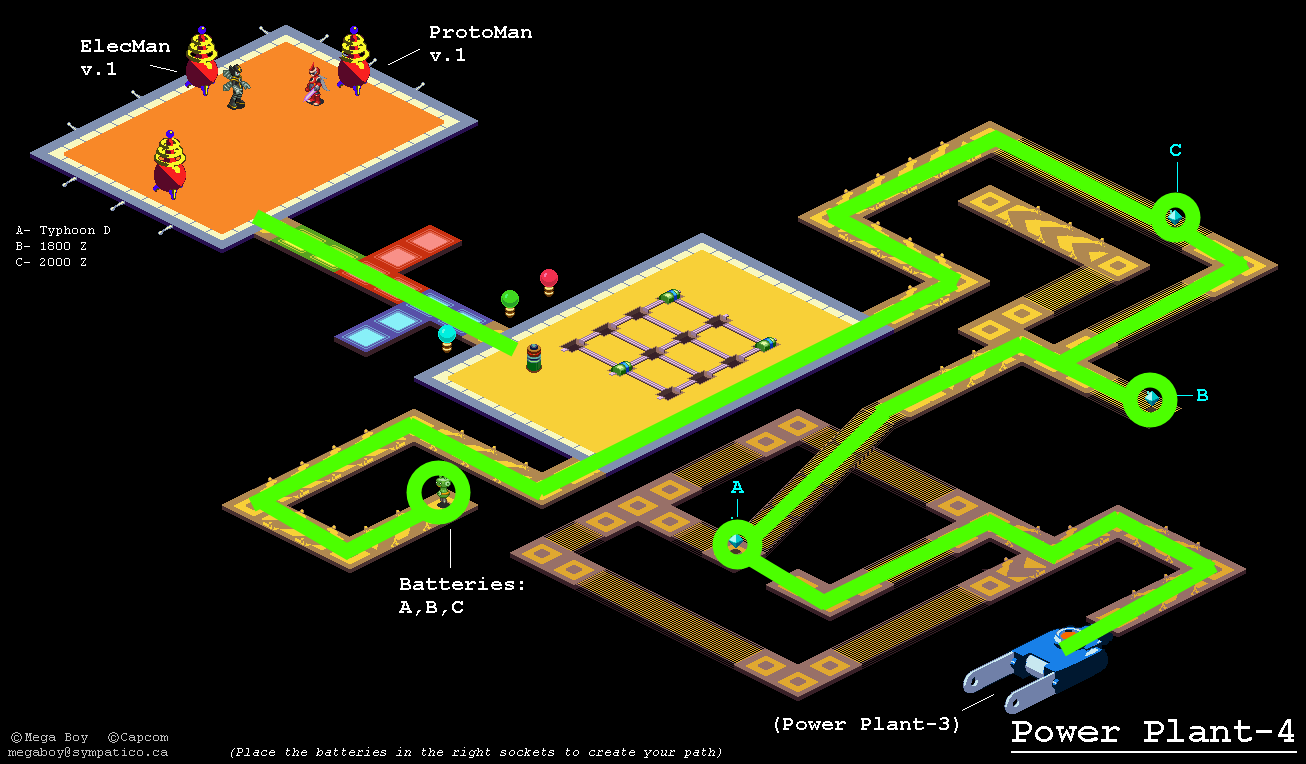 ElecMan
v.1
ProtoMan
v.1
C
A- Typhoon D
B- 1800 Z
C- 2000 Z
B
A
Batteries:
A,B,C
(Power Plant-3)
Power Plant-4
©Mega Boy ©Capcom
megaboy@sympatico.ca
(Place the batteries in the right sockets to create your path)